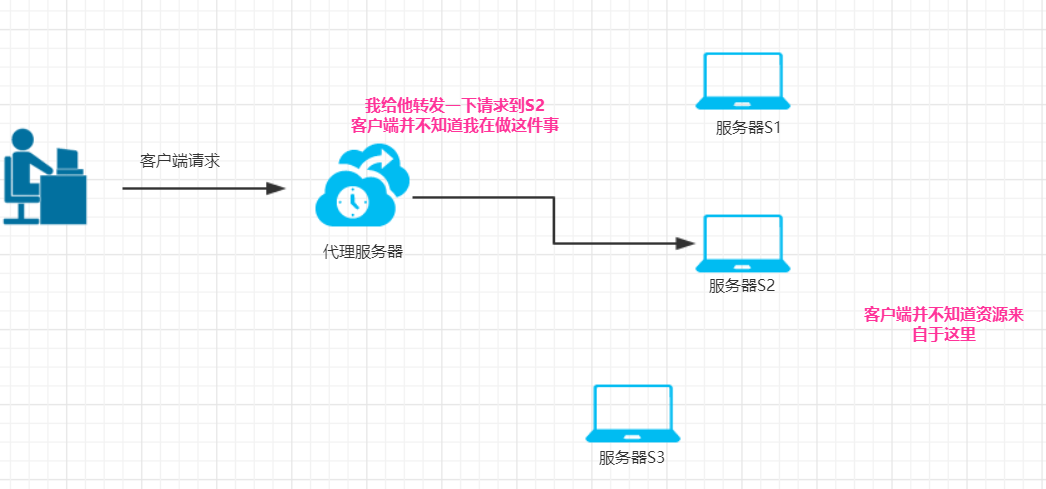 我给他转发一下请求到S2
客户端并不知道我在做这件事
服务器S1
客户端请求
代理服务器
服务器S2
客户端并不知道资源来
自于这里
服务器S3